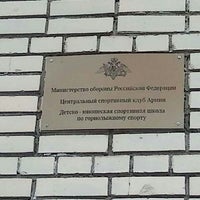 Министерство обороны Российской Федерации
Центральный спортивный клуб Армии
Детско - юношеская спортивная школа
по горнолыжному спорту